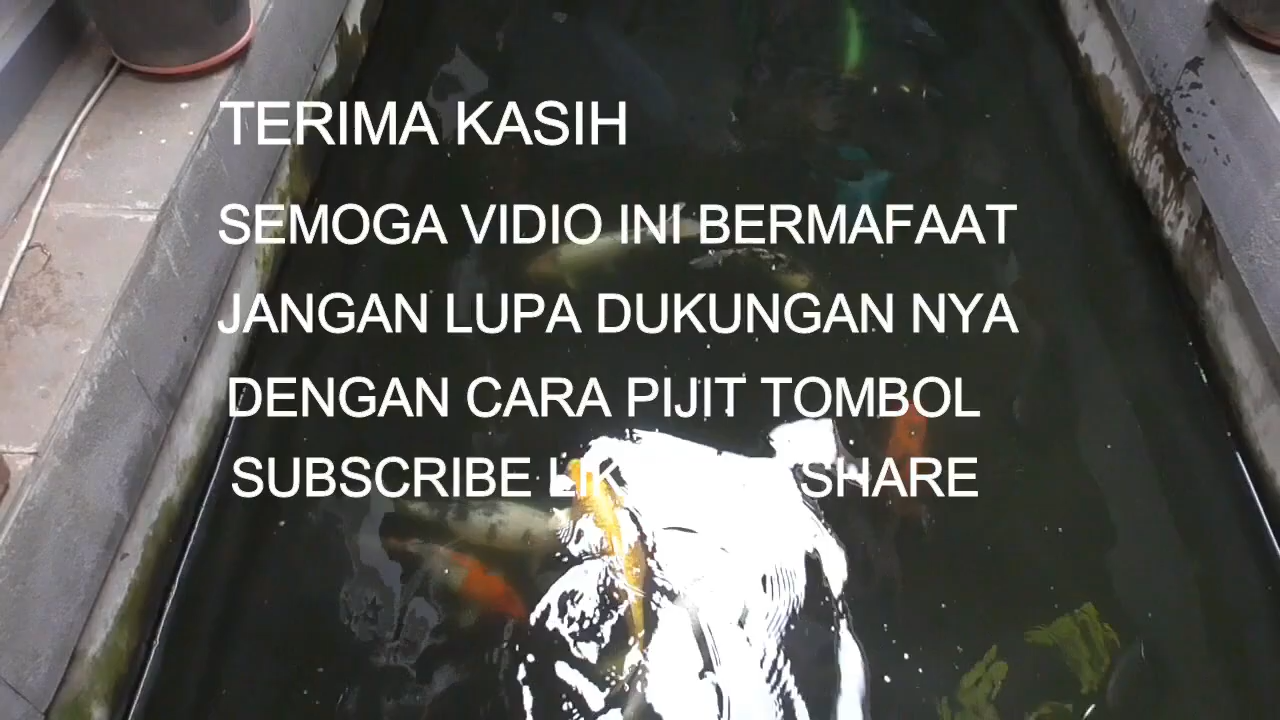 TERIMA KASIH
SEMOGA VIDIO INI BERMAFAAT
JANGAN LUPA DUKUNGAN NYA
DENGAN CARA PIJIT TOMBOL
SUBSCRIBE SHARE